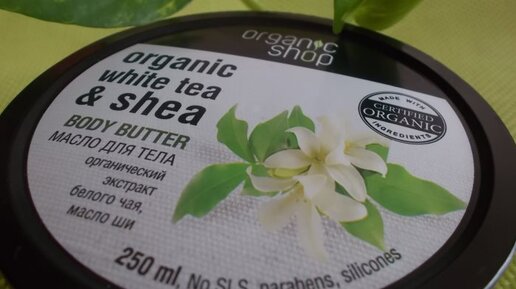 organic
shop
organic
white tea
& shea
BODY BUTTER
МАСЛО ДЛЯ ТЕЛА
органический
экстракт
белого чая,
масло ши
MADE WITH
CERTIFIED
ORGANIC
INGREDIENTS
250 ml, No SLS, parabens, silicones